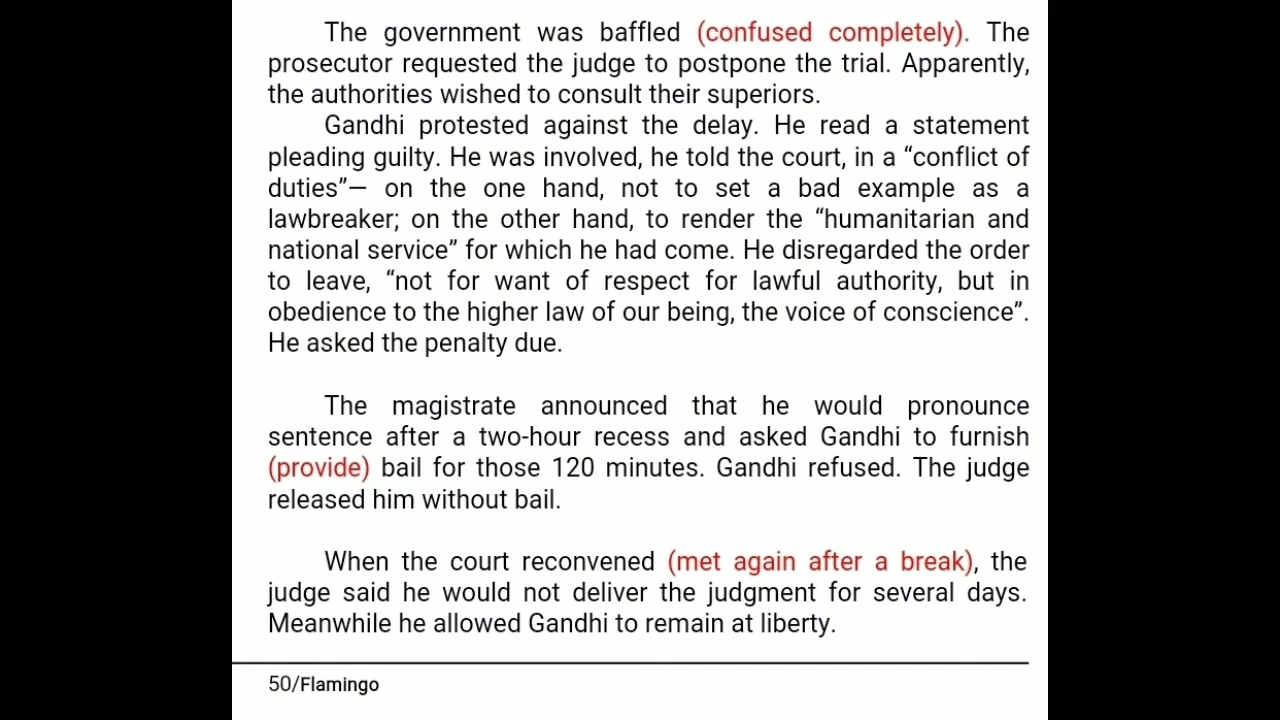 The government was baffled (confused completely). The
prosecutor requested the judge to postpone the trial. Apparently,
the authorities wished to consult their superiors.
Gandhi protested against the delay. He read a statement
pleading guilty. He was involved, he told the court, in a “conflict of
duties”— on the one hand, not to set a bad example as a
lawbreaker; on the other hand, to render the “humanitarian and
national service” for which he had come. He disregarded the order
to leave, “not for want of respect for lawful authority, but in
obedience to the higher law of our being, the voice of conscience”.
He asked the penalty due.
The magistrate announced that he would pronounce
sentence after a two-hour recess and asked Gandhi to furnish
(provide) bail for those 120 minutes. Gandhi refused. The judge
released him without bail.
When the court reconvened (met again after a break), the
judge said he would not deliver the judgment for several days.
Meanwhile he allowed Gandhi to remain at liberty.
50/Flamingo